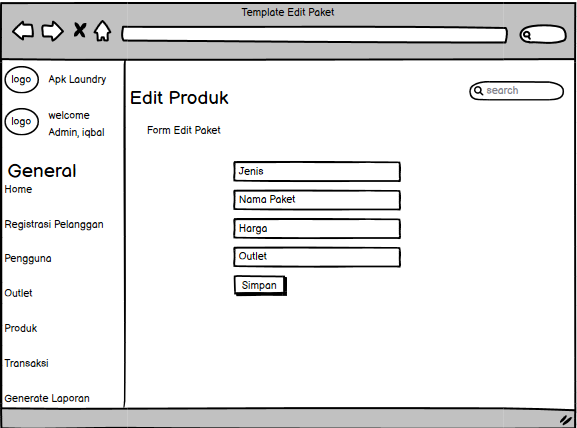 Template Edit Paket
logo
Apk Laundry
logo
welcome
Admin, iqbal
General
Home
Registrasi Pelanggan
Pengguna
Outlet
Produk
Transaksi
Generate Laporan
Edit Produk
search
Form Edit Paket
Jenis
Nama Paket
Harga
Outlet
Simpan